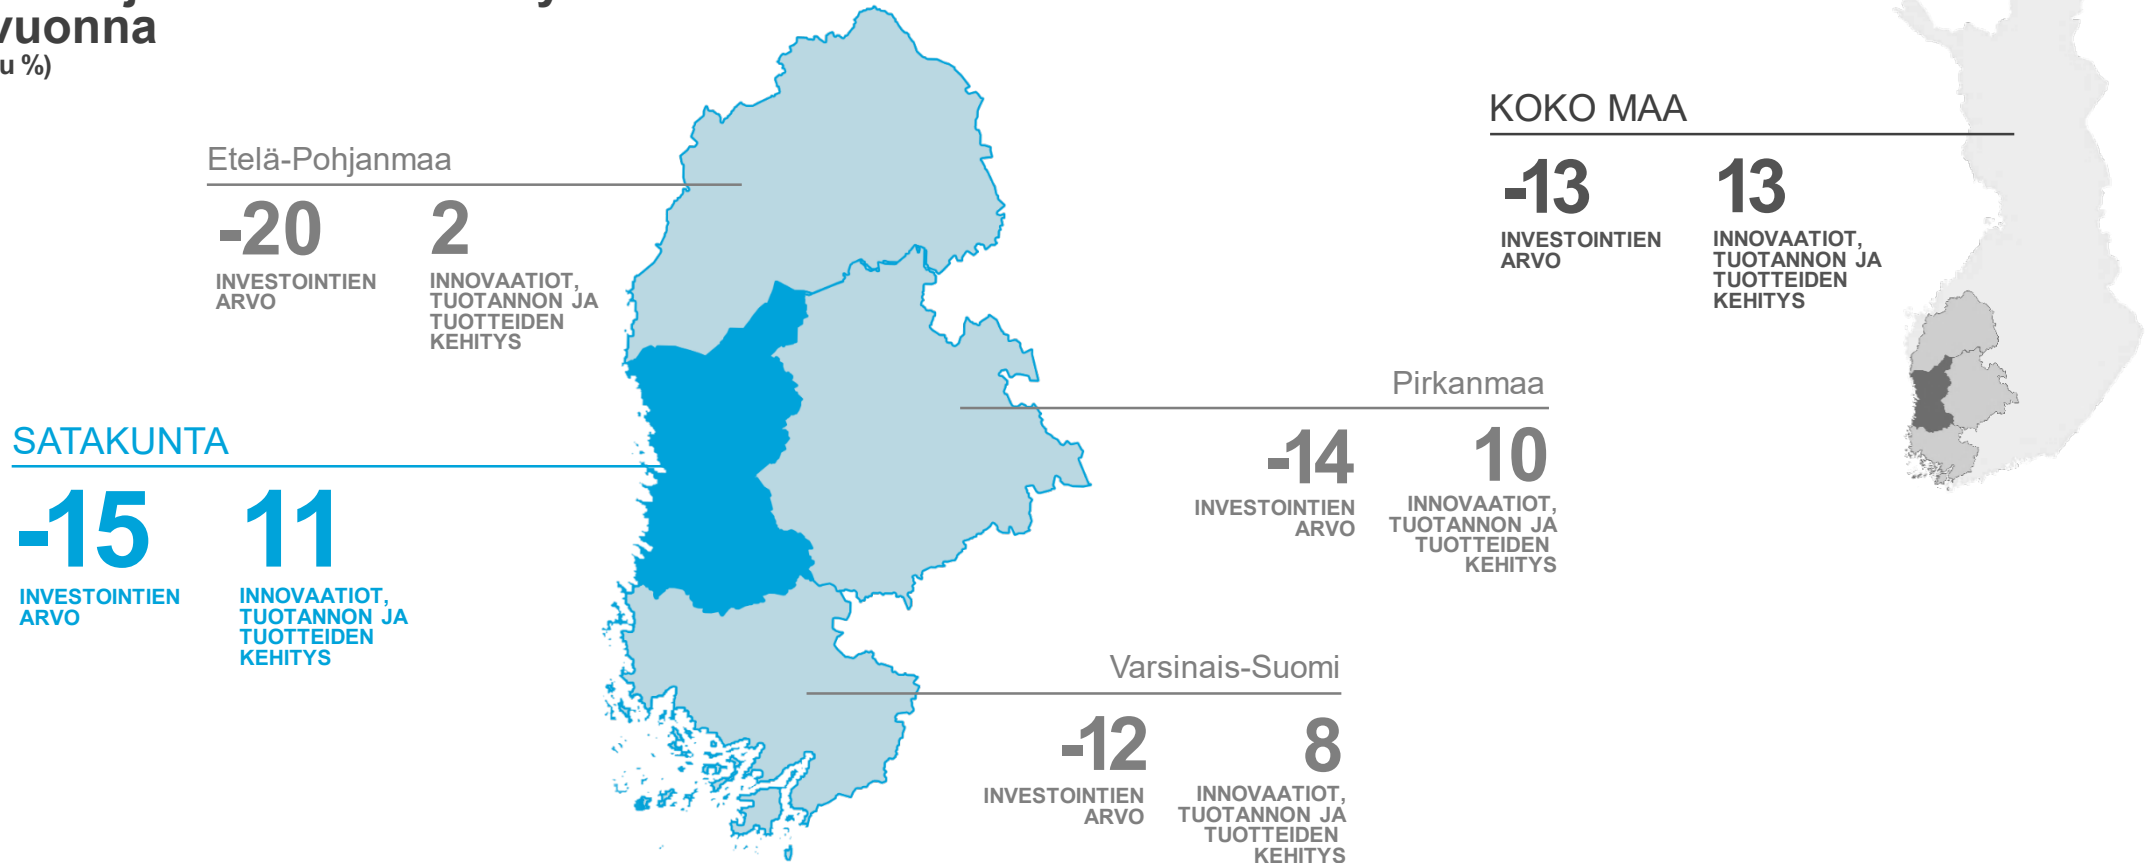 vuonna
%)
Etelä-Pohjanmaa
-20
2
INVESTOINTIEN
ARVO
INNOVAATIOT,
TUOTANNON JA
TUOTTEIDEN
KEHITYS
KOKO MAA
-13
13
INVESTOINTIEN
ARVO
INNOVAATIOT,
TUOTANNON JA
TUOTTEIDEN
KEHITYS
SATAKUNTA
-15
11
INVESTOINTIEN
ARVO
INNOVAATIOT,
TUOTANNON JA
TUOTTEIDEN
KEHITYS
Pirkanmaa
-14
10
INVESTOINTIEN
ARVO
INNOVAATIOT,
TUOTANNON JA
TUOTTEIDEN
KEHITYS
Varsinais-Suomi
-12
8
INVESTOINTIEN
ARVO
INNOVAATIOT,
TUOTANNON JA
TUOTTEIDEN
KEHITYS